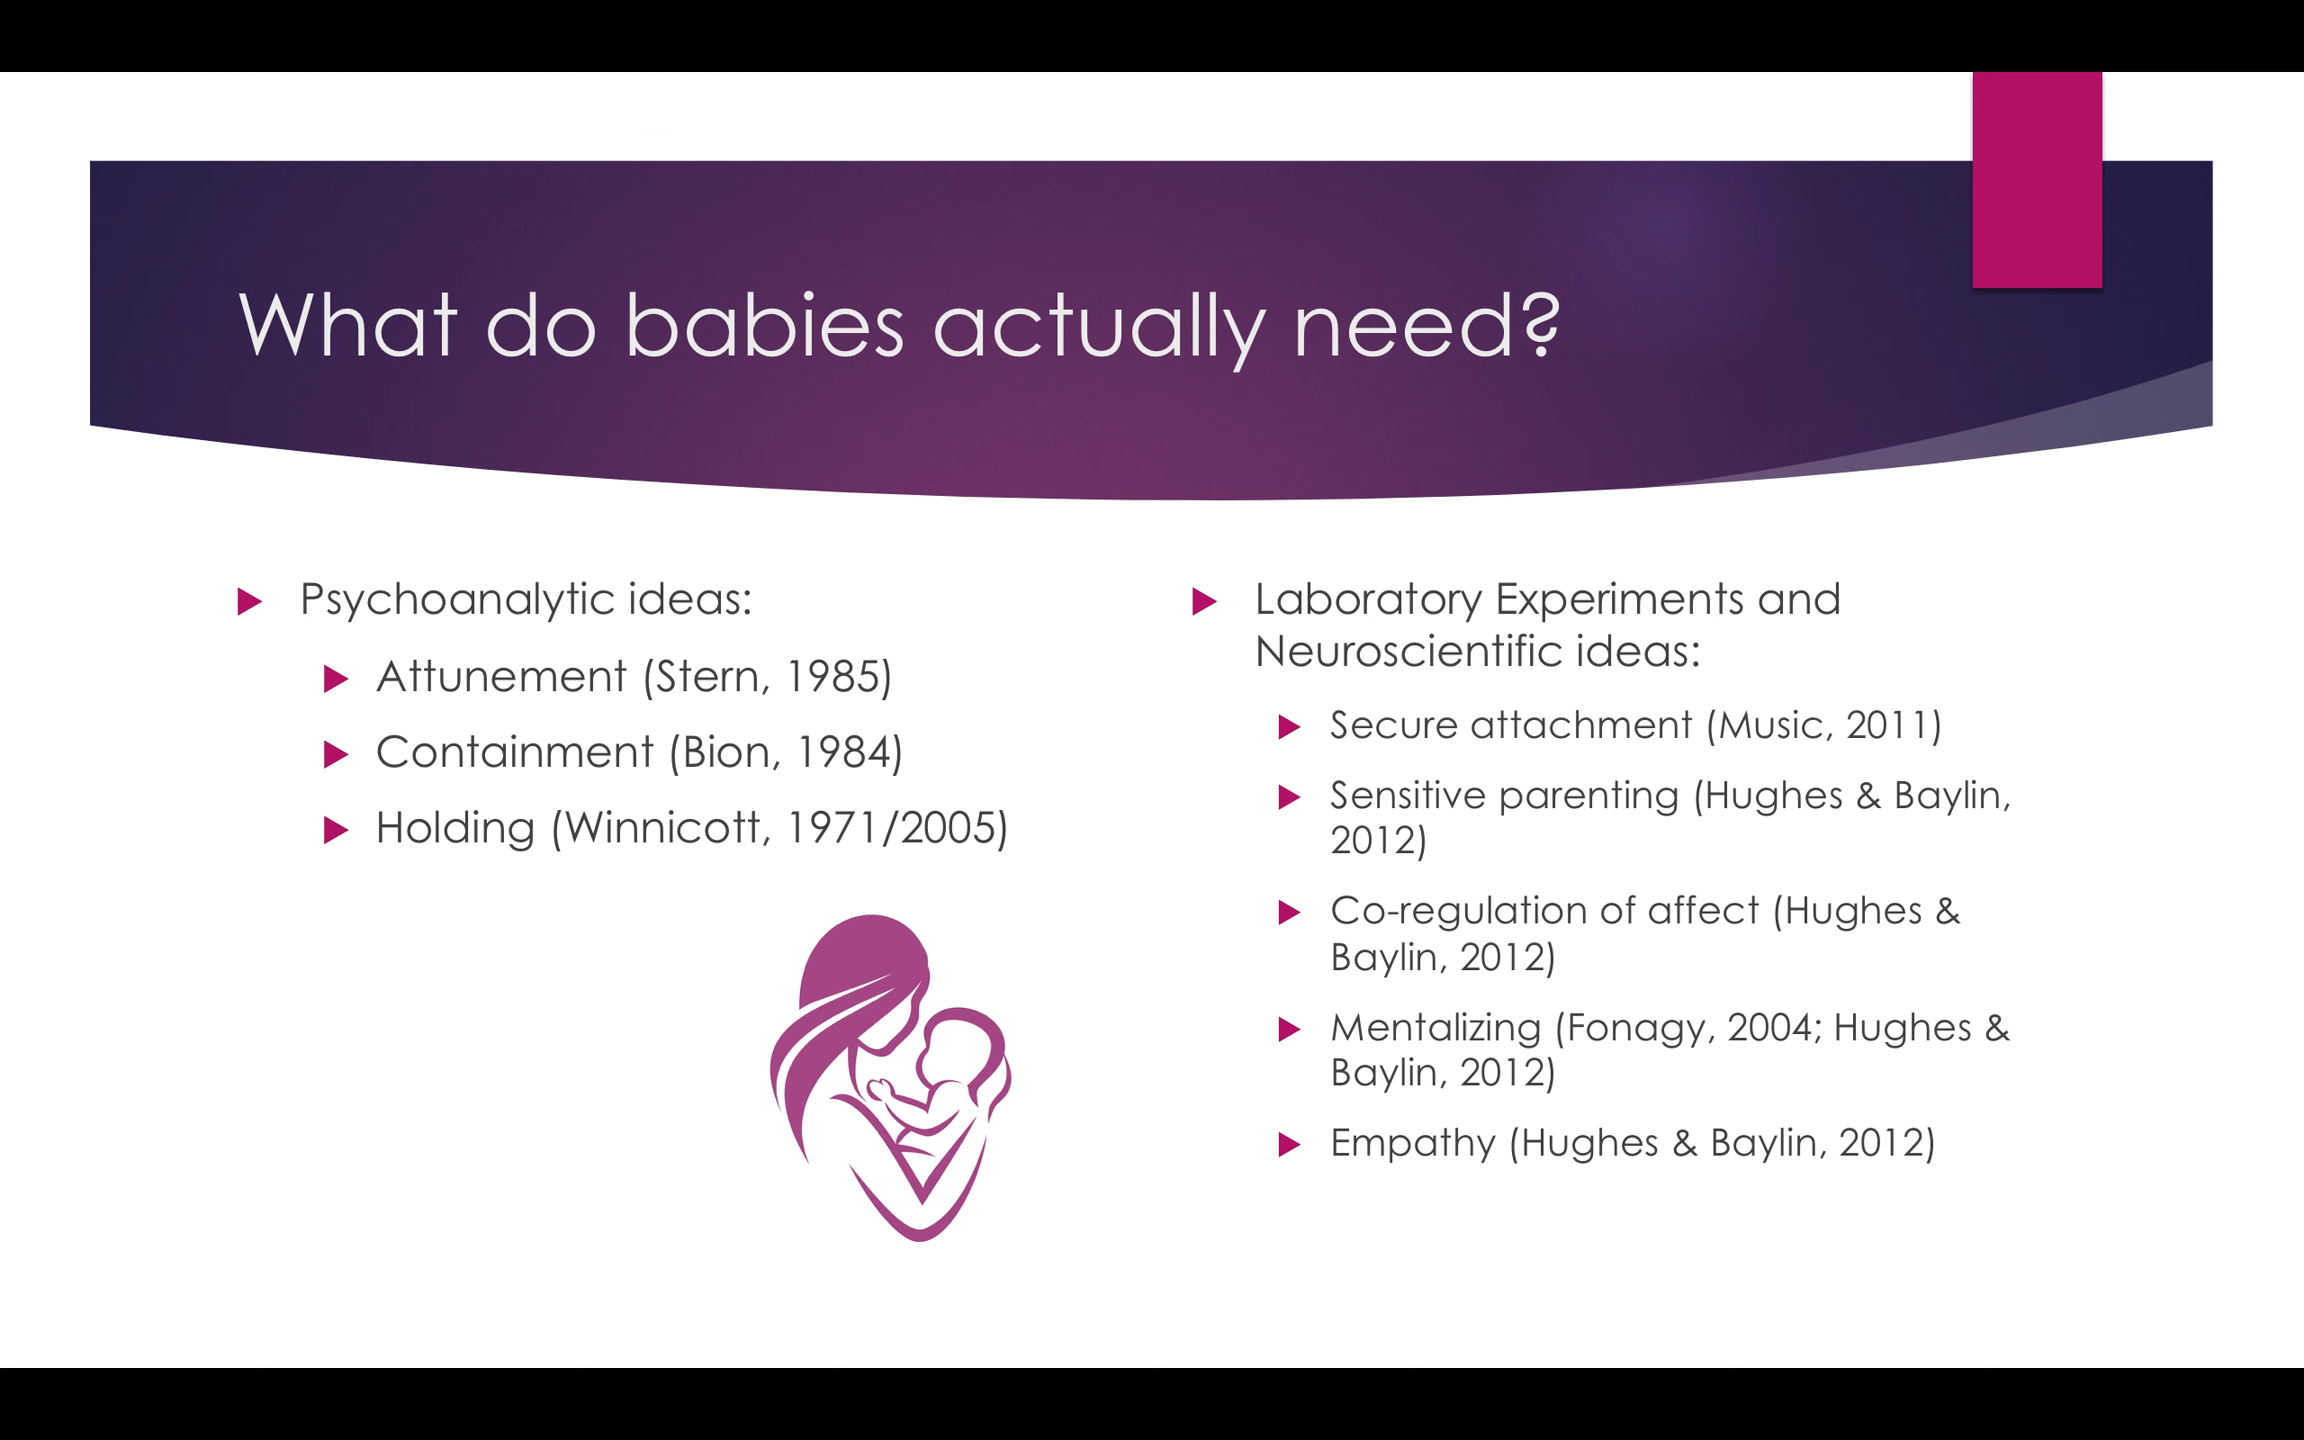 What do babies actually need?
Psychoanalytic ideas:
Attunement (Stern, 1985)
Containment (Bion, 1984)
Holding (Winnicott, 1971/2005)
Laboratory Experiments and
Neuroscientific ideas:
Secure attachment (Music, 2011)
Sensitive parenting (Hughes & Baylin,
2012)
Co-regulation of affect (Hughes &
Baylin, 2012)
Mentalizing (Fonagy, 2004; Hughes &
Baylin, 2012)
Empathy (Hughes & Baylin, 2012)